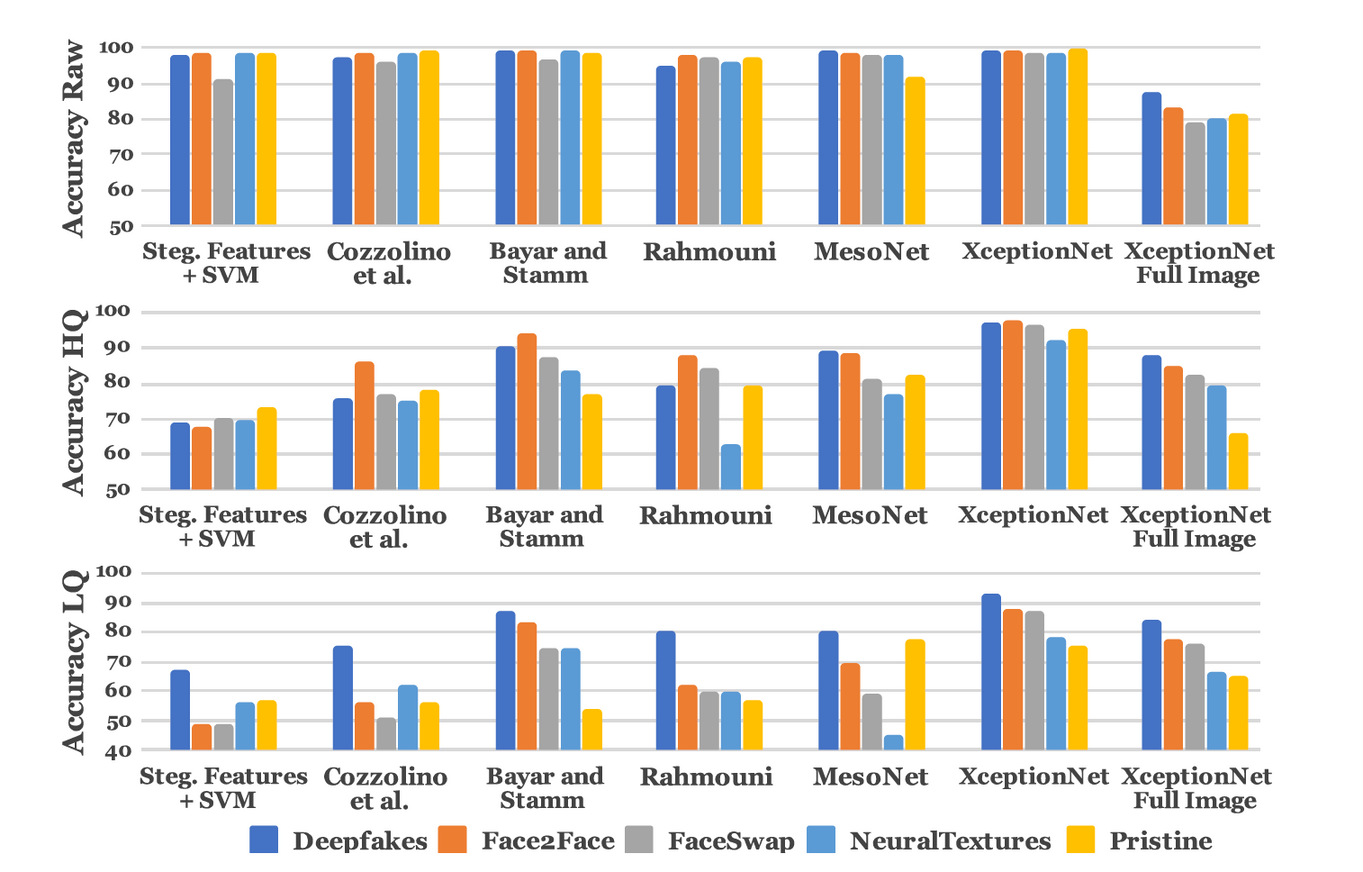 Accuracy Raw
100
90
80
70
60
50
Steg. Features + SVM
Cozzolino et al.
Bayar and Stamm
Rahmouni
MesoNet
XceptionNet
XceptionNet Full Image
Accuracy HQ
100
90
80
70
60
50
Steg. Features + SVM
Cozzolino et al.
Bayar and Stamm
Rahmouni
MesoNet
XceptionNet
XceptionNet Full Image
Accuracy LQ
100
90
80
70
60
50
40
Steg. Features + SVM
Cozzolino et al.
Bayar and Stamm
Rahmouni
MesoNet
XceptionNet
XceptionNet Full Image
Deepfakes Face2Face FaceSwap NeuralTextures Pristine